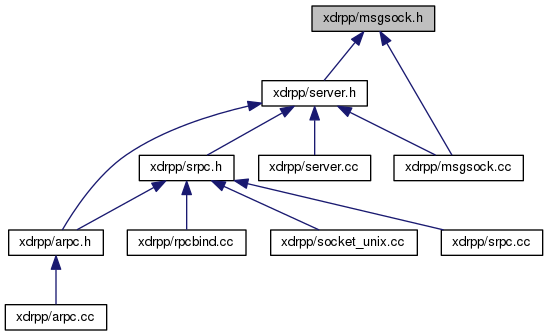 xdrpp/msgsock.h
xdrpp/server.h
xdrpp/srpc.h
xdrpp/server.cc
xdrpp/msgsock.cc
xdrpp/arpc.h
xdrpp/rpcbind.cc
xdrpp/socket_unix.cc
xdrpp/srpc.cc
xdrpp/arpc.cc